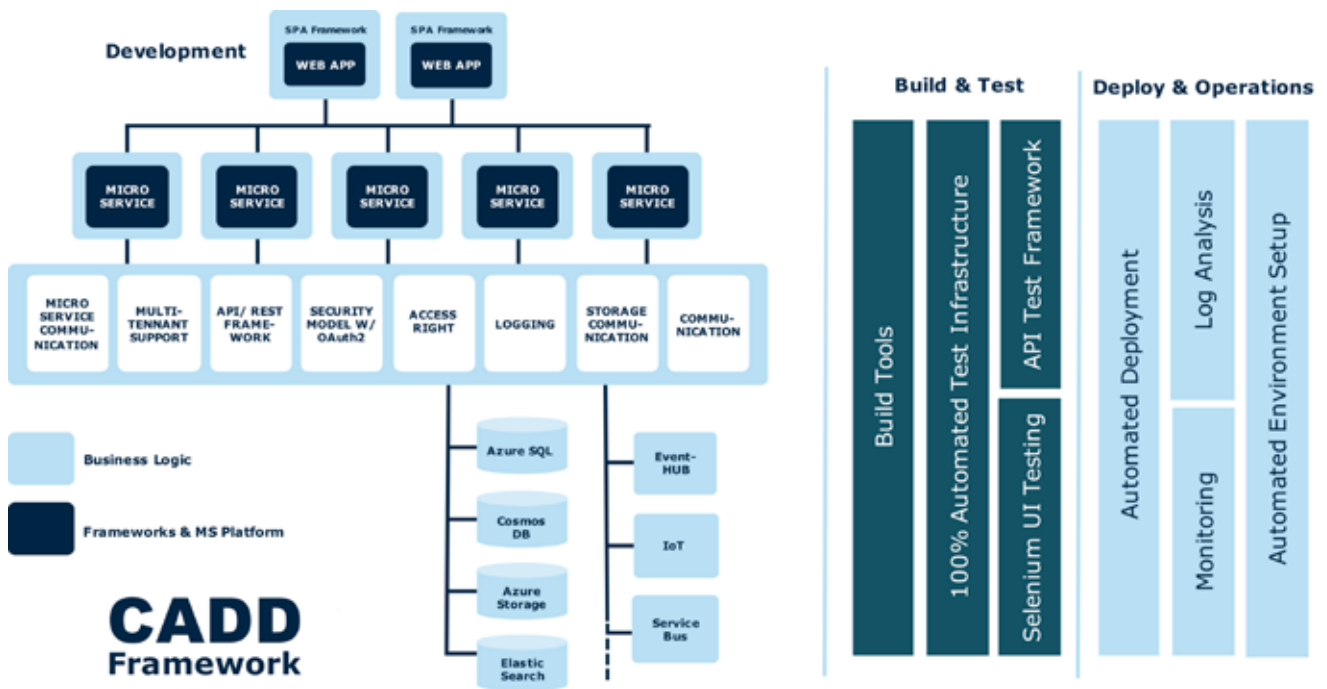 Development
SPA Framework
WEB APP
SPA Framework
WEB APP
MICRO
SERVICE
MICRO
SERVICE
MICRO
SERVICE
MICRO
SERVICE
MICRO
SERVICE
MICRO
SERVICE
COMMU-
NICATION
MULTI-
TENNANT
SUPPORT
API/ REST
FRAME-
WORK
SECURITY
MODEL W/
OAuth2
ACCESS
RIGHT
LOGGING
STORAGE
COMMU-
NICATION
COMMU-
NICATION
Azure SQL
Cosmos
DB
Azure
Storage
Elastic
Search
Event-
HUB
IoT
Service
Bus
Business Logic
Frameworks & MS Platform
CADD
Framework
Build & Test
Build Tools
100% Automated Test Infrastructure
API Test Framework
Selenium UI Testing
Deploy & Operations
Automated Deployment
Log Analysis
Monitoring
Automated Environment Setup